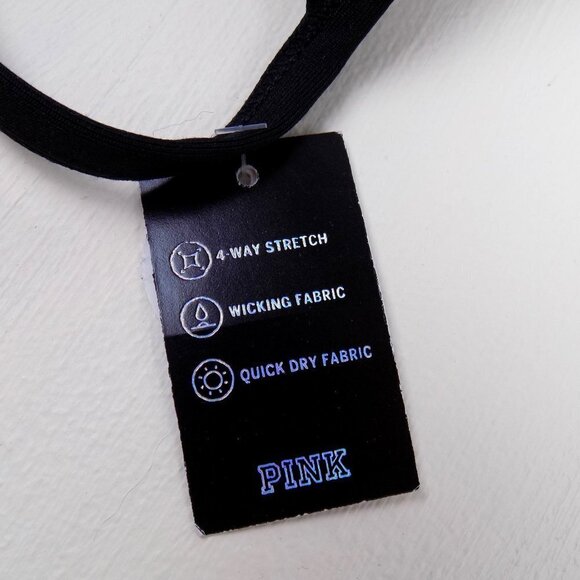 4-WAY STRETCH
WICKING FABRIC
QUICK DRY FABRIC
PINK